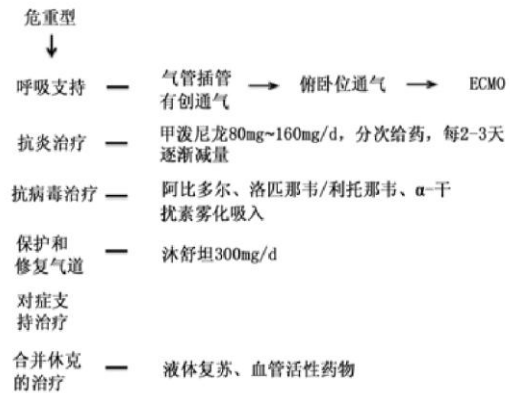 危重型
呼吸支持 — 气管插管 → 俯卧位通气 → ECMO
有创通气
抗炎治疗 — 甲泼尼龙80mg~160mg/d，分次给药，每2-3天
逐渐减量
抗病毒治疗 — 阿比多尔、洛匹那韦/利托那韦、α-干
扰素雾化吸入
保护和
修复气道 — 沐舒坦300mg/d
对症支
持治疗
合并休克
的治疗 — 液体复苏、血管活性药物